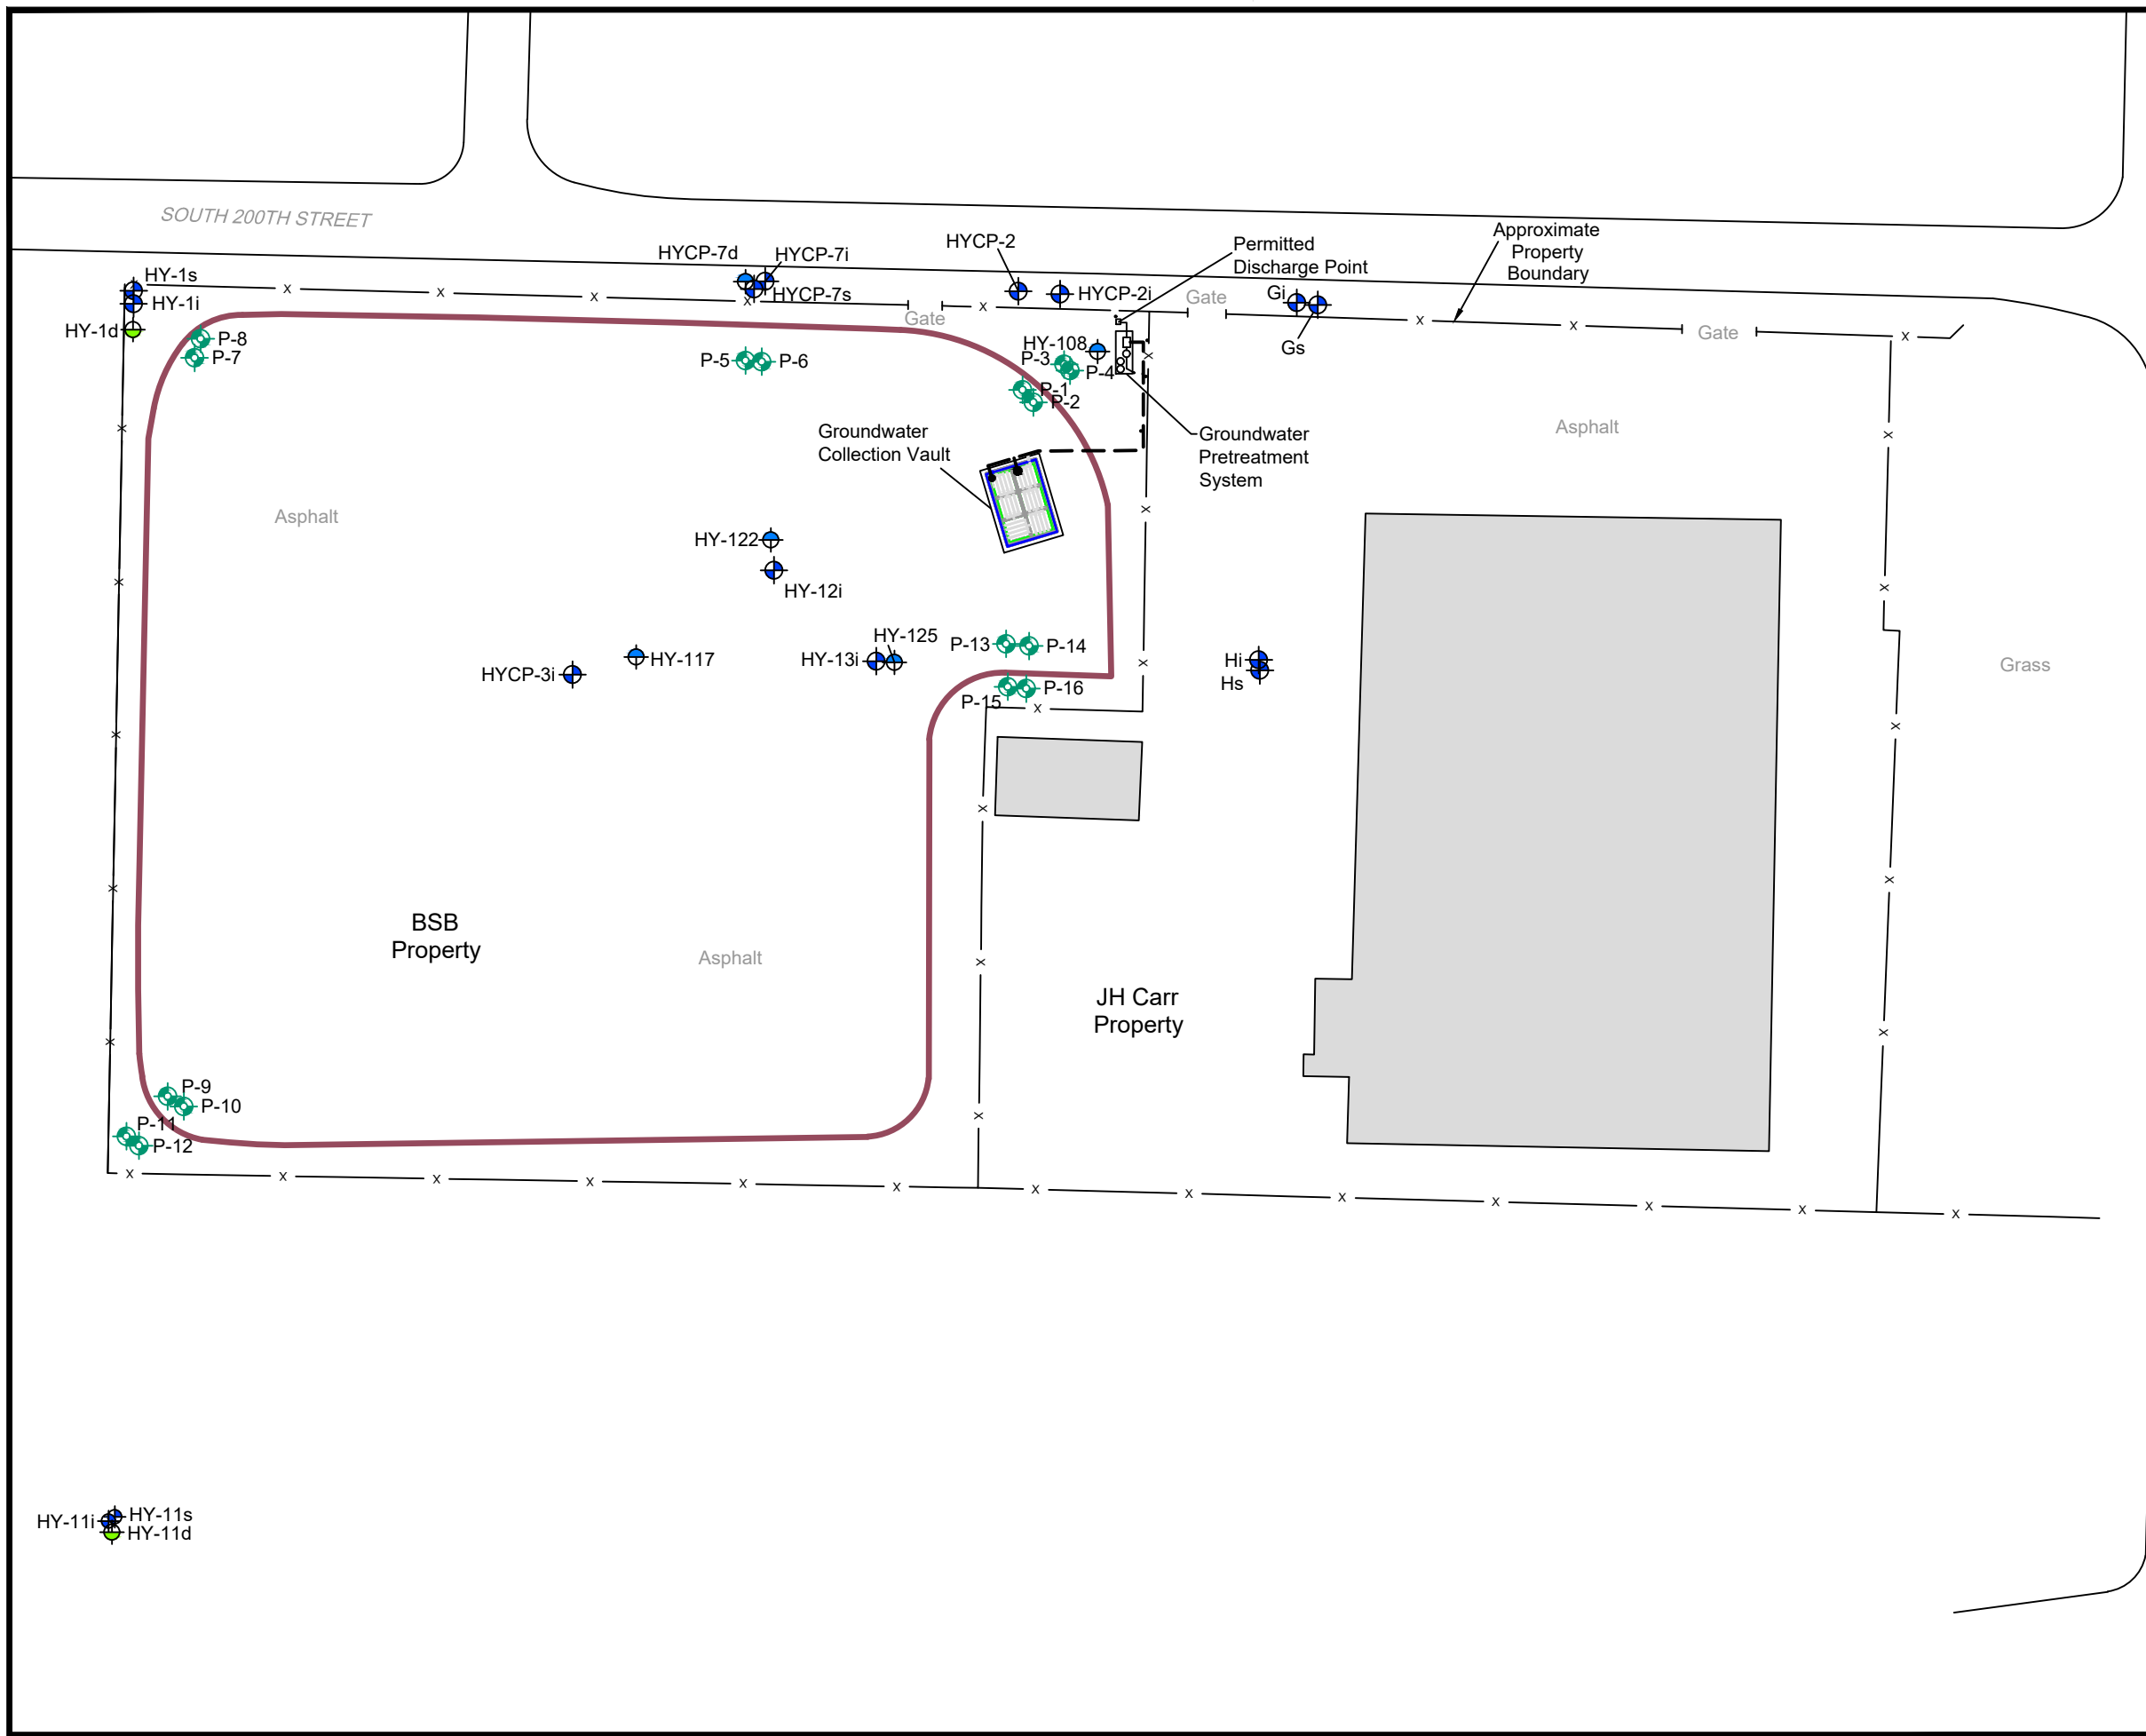 SOUTH 200TH STREET
HYCP-2
Approximate
Property
Boundary
Permitted
Discharge Point
HYCP-7d
HYCP-7i
HYCP-7s
HYCP-2i
Gate
Gi
Gs
Gate
Gate
HY-1s
HY-1i
HY-1d
P-8
P-7
P-5
P-6
HY-108
P-3
P-4
P-1
P-2
Groundwater
Collection Vault
Groundwater
Pretreatment
System
Asphalt
Asphalt
HY-122
HY-12i
HY-125
HY-13i
HY-117
HYCP-3i
P-13
P-14
P-15
P-16
Hi
Hs
Grass
BSB
Property
Asphalt
JH Carr
Property
P-9
P-10
P-11
P-12
HY-11s
HY-11i
HY-11d